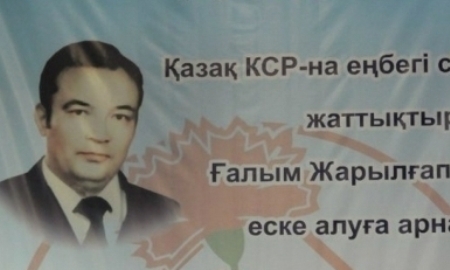 Қазақ КСР-на еңбегі с
жаттықтыр
Ғалым Жарылғап
еске алуға арна